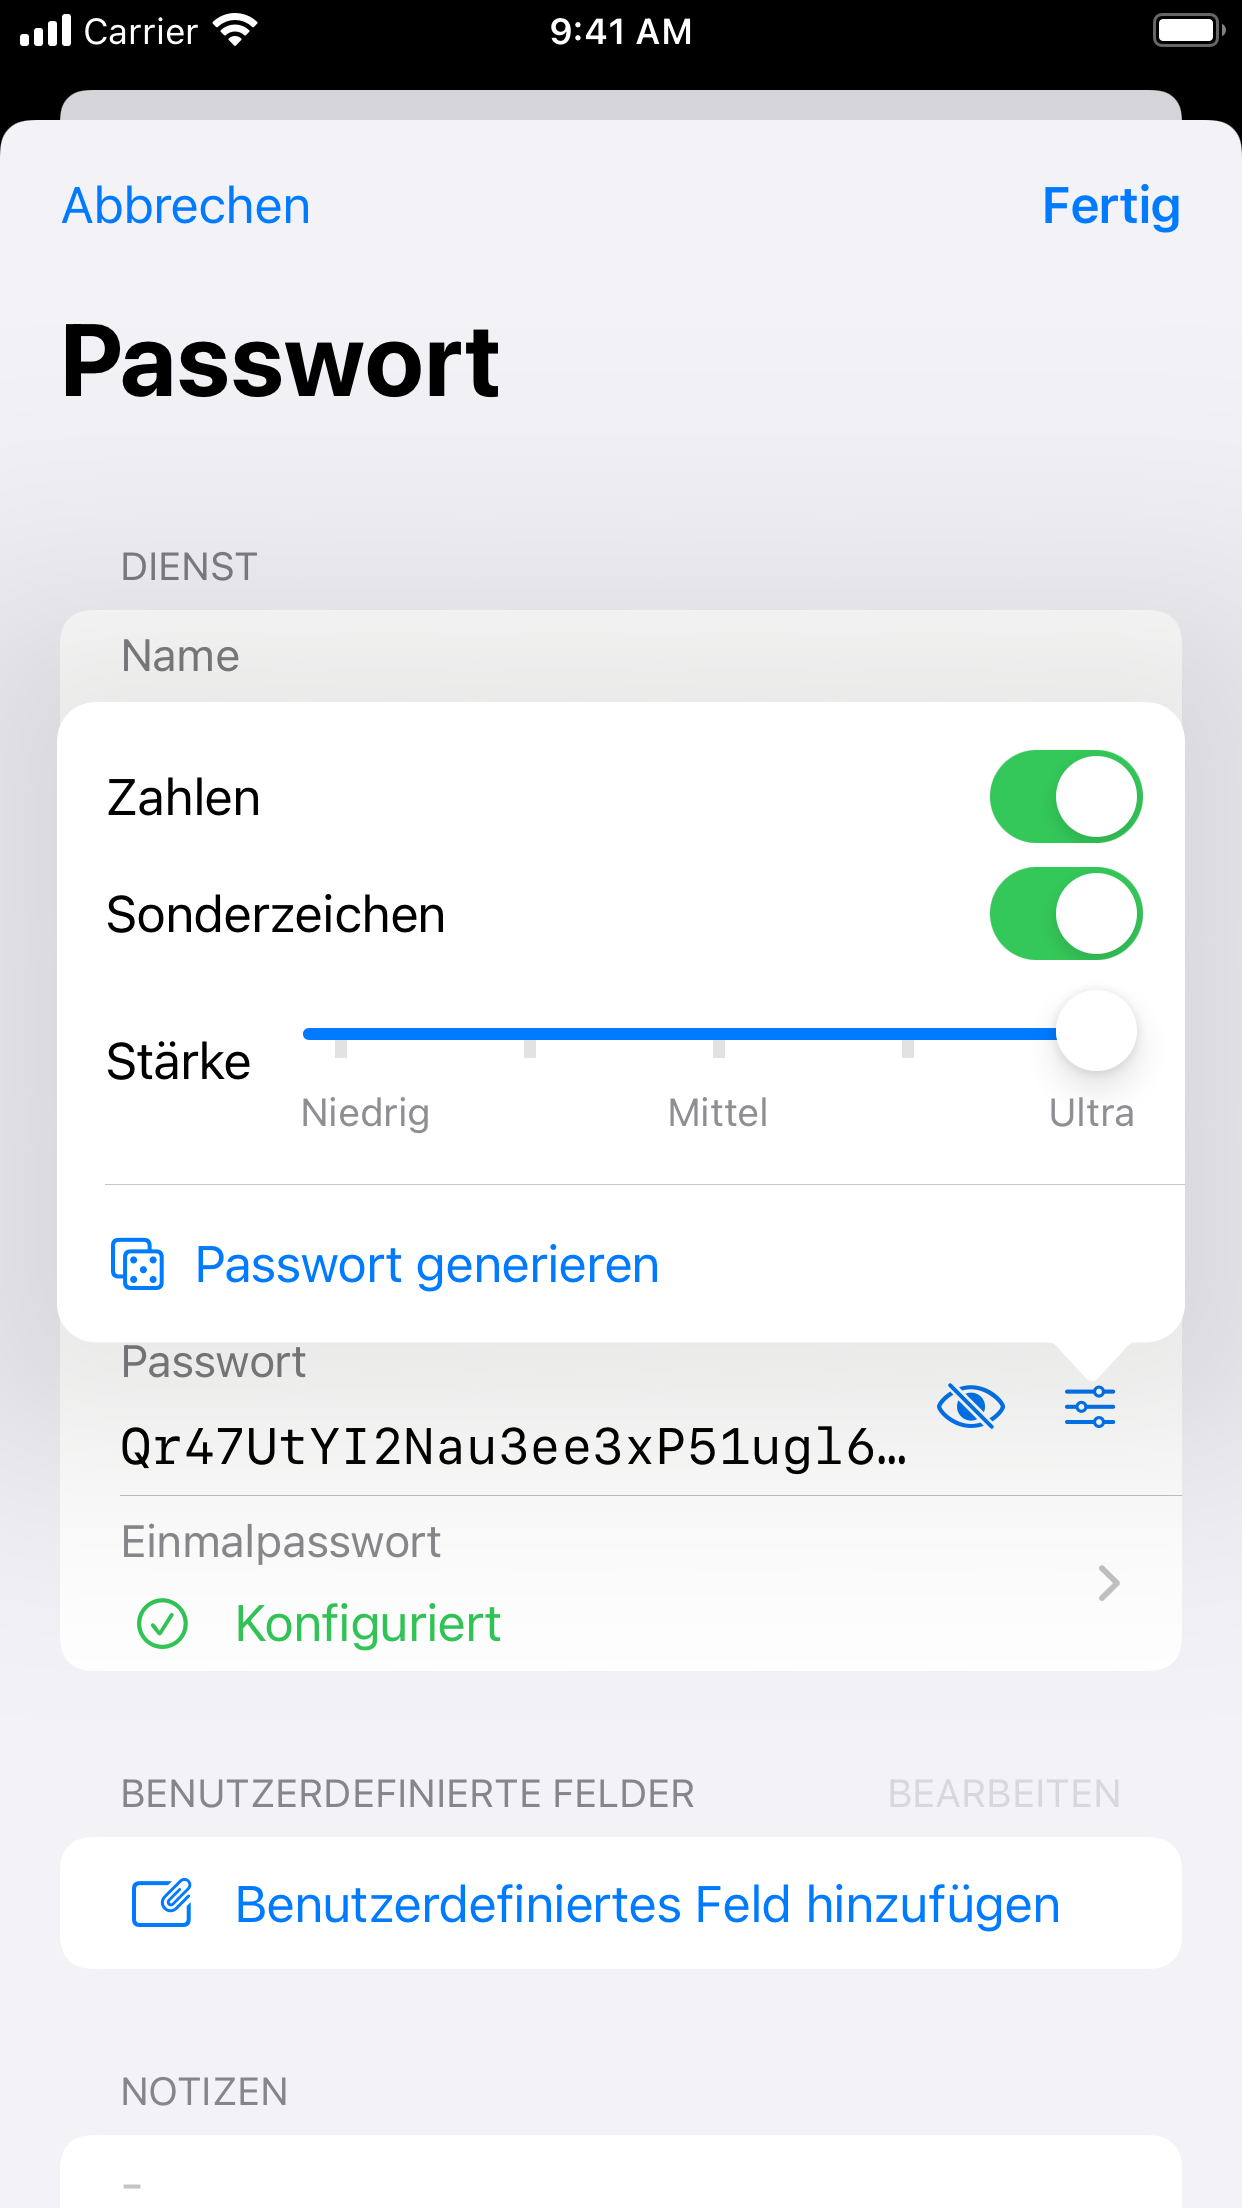 Carrier
9:41 AM
Abbrechen
Fertig
Passwort
DIENST
Name
Zahlen
Sonderzeichen
Stärke
Niedrig
Mittel
Ultra
Passwort generieren
Passwort
Qr47UtYI2Nau3ee3xP51ugl6…
Einmalpasswort
Konfiguriert
BENUTZERDEFINIERTE FELDER
BEARBEITEN
Benutzerdefiniertes Feld hinzufügen
NOTIZEN
-